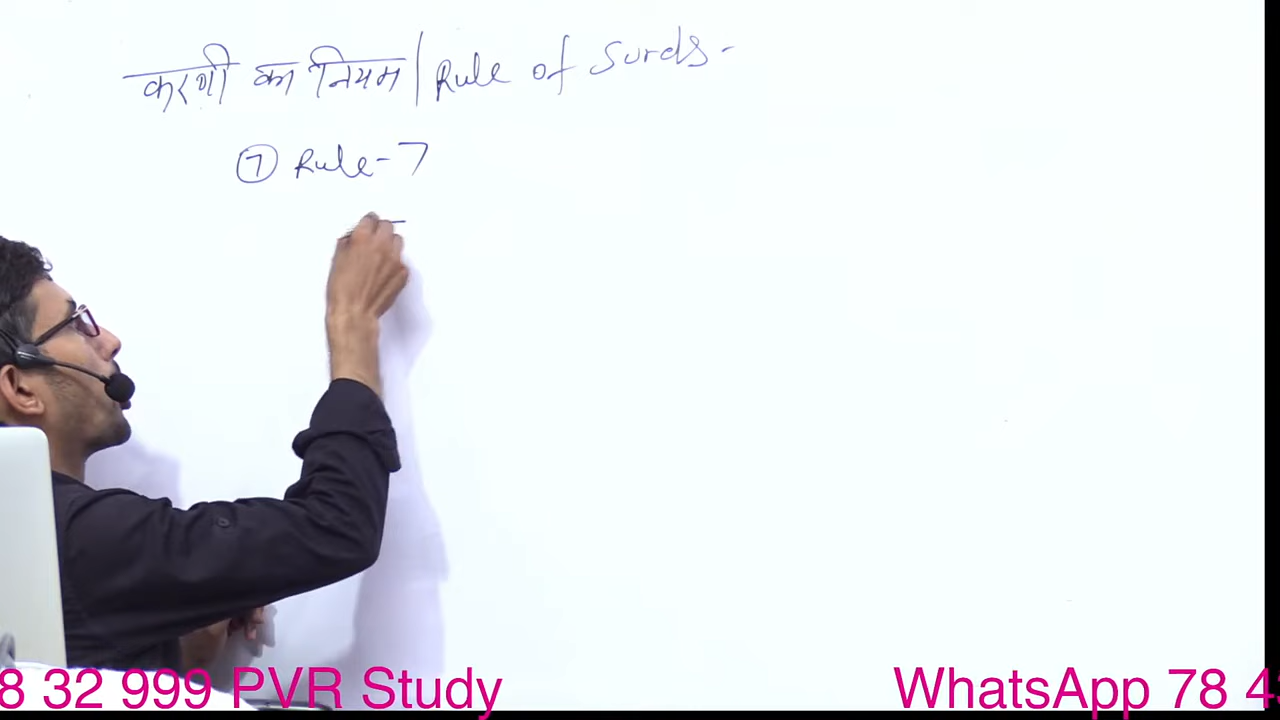 करणी का नियम | Rule of Surds -
⑦ Rule - 7
8 32 999 PVR Study WhatsApp 78 4